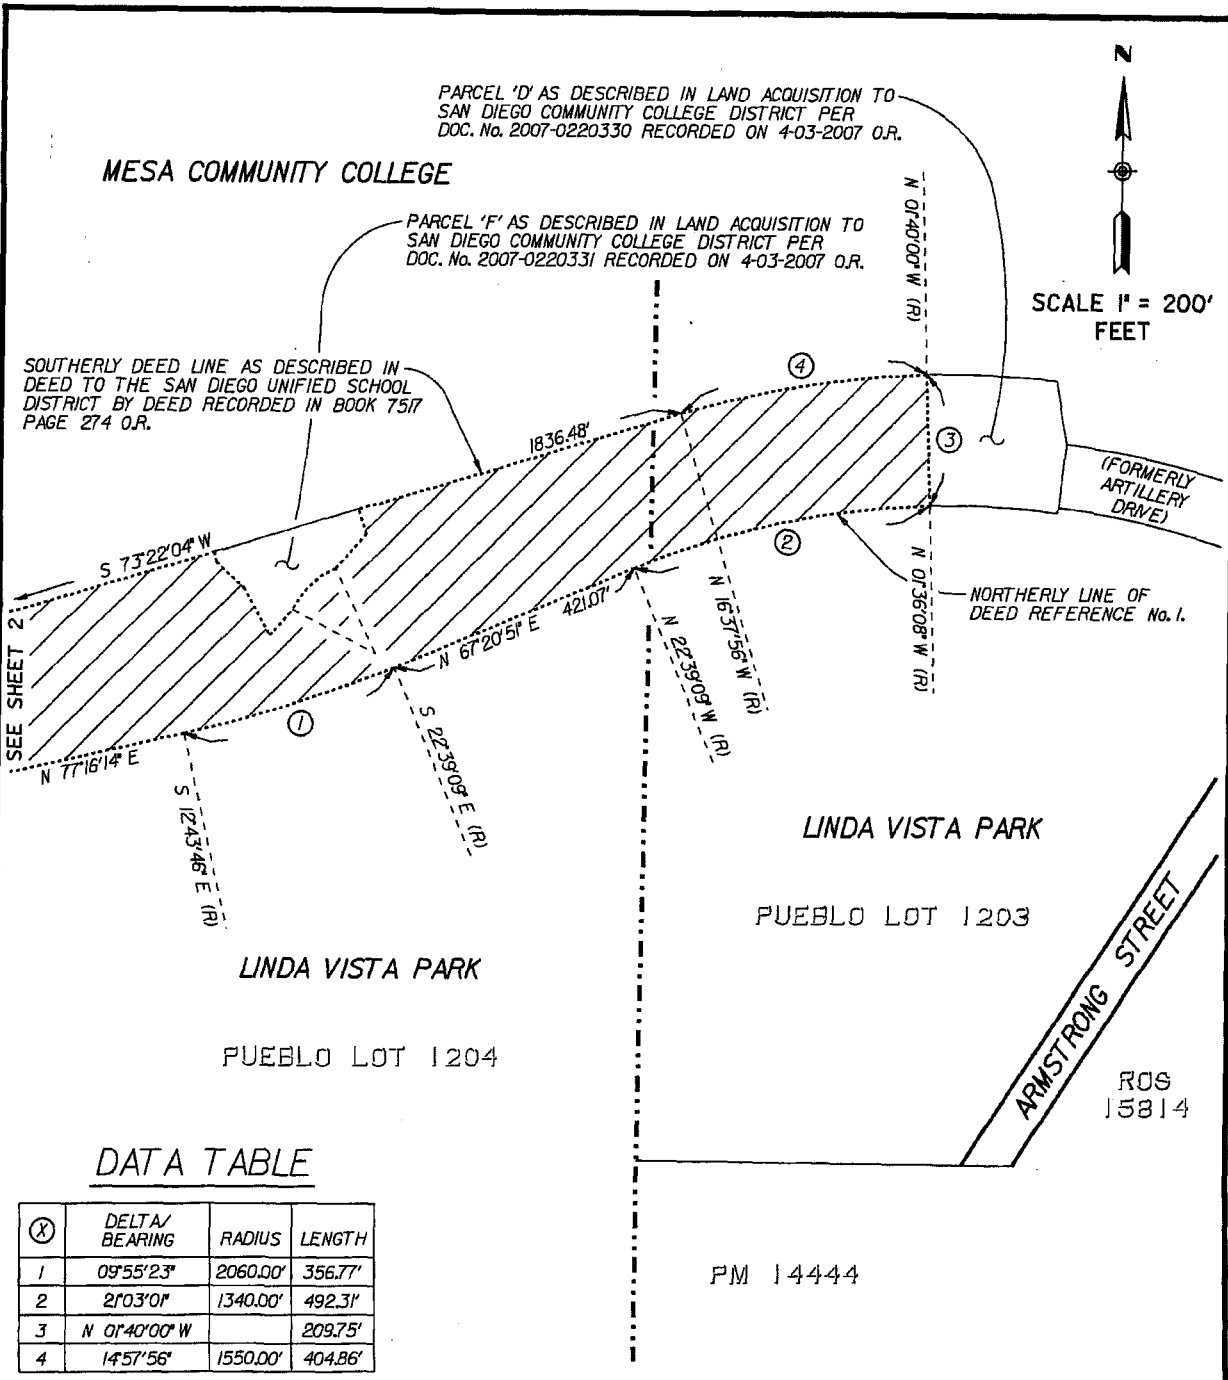 N
PARCEL 'D' AS DESCRIBED IN LAND ACQUISITION TO
SAN DIEGO COMMUNITY COLLEGE DISTRICT PER
DOC. No. 2007-0220330 RECORDED ON 4-03-2007 O.R.
MESA COMMUNITY COLLEGE
PARCEL 'F' AS DESCRIBED IN LAND ACQUISITION TO
SAN DIEGO COMMUNITY COLLEGE DISTRICT PER
DOC. No. 2007-0220331 RECORDED ON 4-03-2007 O.R.
N 01°40'00" W (R)
SCALE 1" = 200'
FEET
SOUTHERLY DEED LINE AS DESCRIBED IN
DEED TO THE SAN DIEGO UNIFIED SCHOOL
DISTRICT BY DEED RECORDED IN BOOK 7517
PAGE 274 O.R.
4
1836.48'
3
(FORMERLY
ARTILLERY
DRIVE)
S 73°22'04" W
2
NORTHERLY LINE OF
DEED REFERENCE No. 1.
N 01°36'08" W (R)
N 16°37'56" W (R)
N 22°39'09" W (R)
421.07'
N 67°20'51" E
SEE SHEET 2
1
S 22°39'09" E (R)
N 77°16'14" E
S 12°43'46" E (R)
LINDA VISTA PARK
PUEBLO LOT 1203
LINDA VISTA PARK
PUEBLO LOT 1204
ARMSTRONG STREET
ROS
15814
PM 14444
DATA TABLE
X DELTA/ BEARING RADIUS LENGTH
1 09°55'23" 2060.00' 356.77'
2 21°03'01" 1340.00' 492.31'
3 N 01°40'00" W 209.75'
4 14°57'56" 1550.00' 404.86'